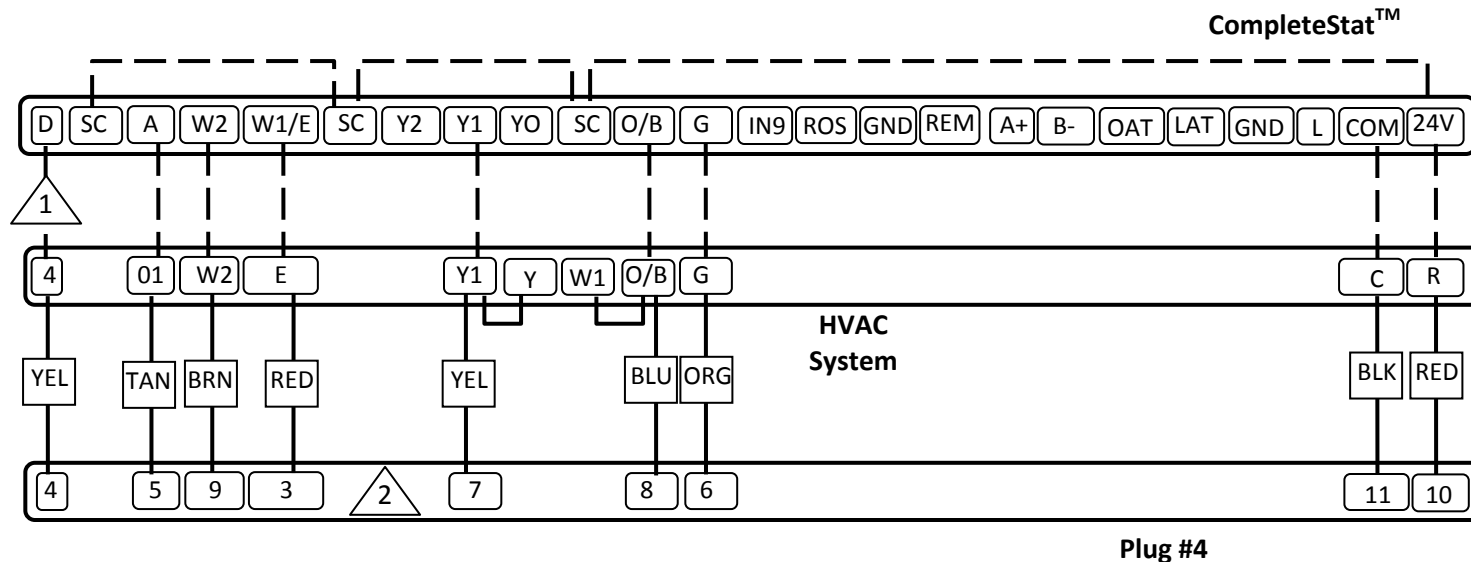 CompleteStat™
D SC A W2 W1/E SC Y2 Y1 YO SC O/B G IN9 ROS GND REM A+ B- OAT LAT GND L COM 24V
1
4 01 W2 E Y1 Y W1 O/B G C R
HVAC
System
YEL TAN BRN RED YEL BLU ORG BLK RED
4 5 9 3 2 7 8 6 11 10
Plug #4